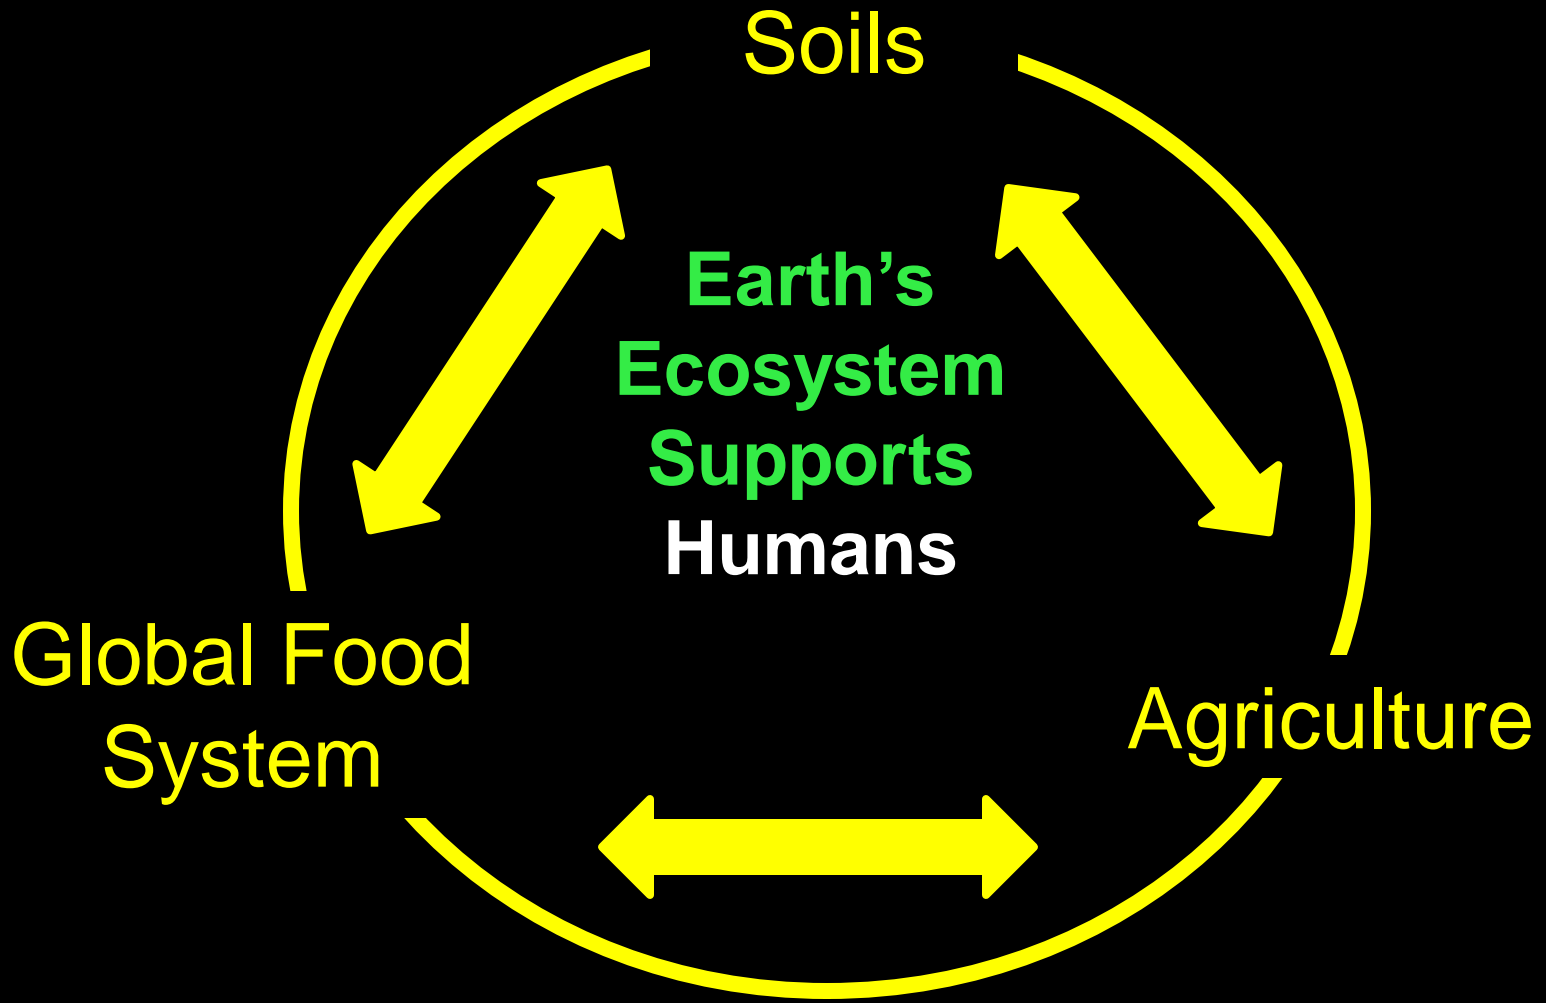 Soils
Earth’s
Ecosystem
Supports
Humans
Global Food
System
Agriculture